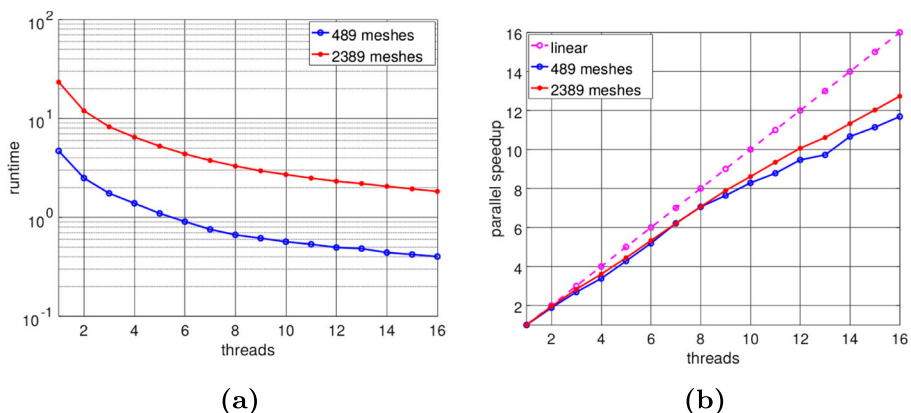 10^2
10^1
10^0
10^-1
runtime
489 meshes
2389 meshes
2 4 6 8 10 12 14 16
threads
(a)
16
14
12
10
8
6
4
2
parallel speedup
linear
489 meshes
2389 meshes
2 4 6 8 10 12 14 16
threads
(b)